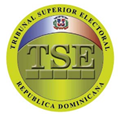 TRIBUNAL SUPERIOR ELECTORAL
TSE
REPUBLICA DOMINICANA